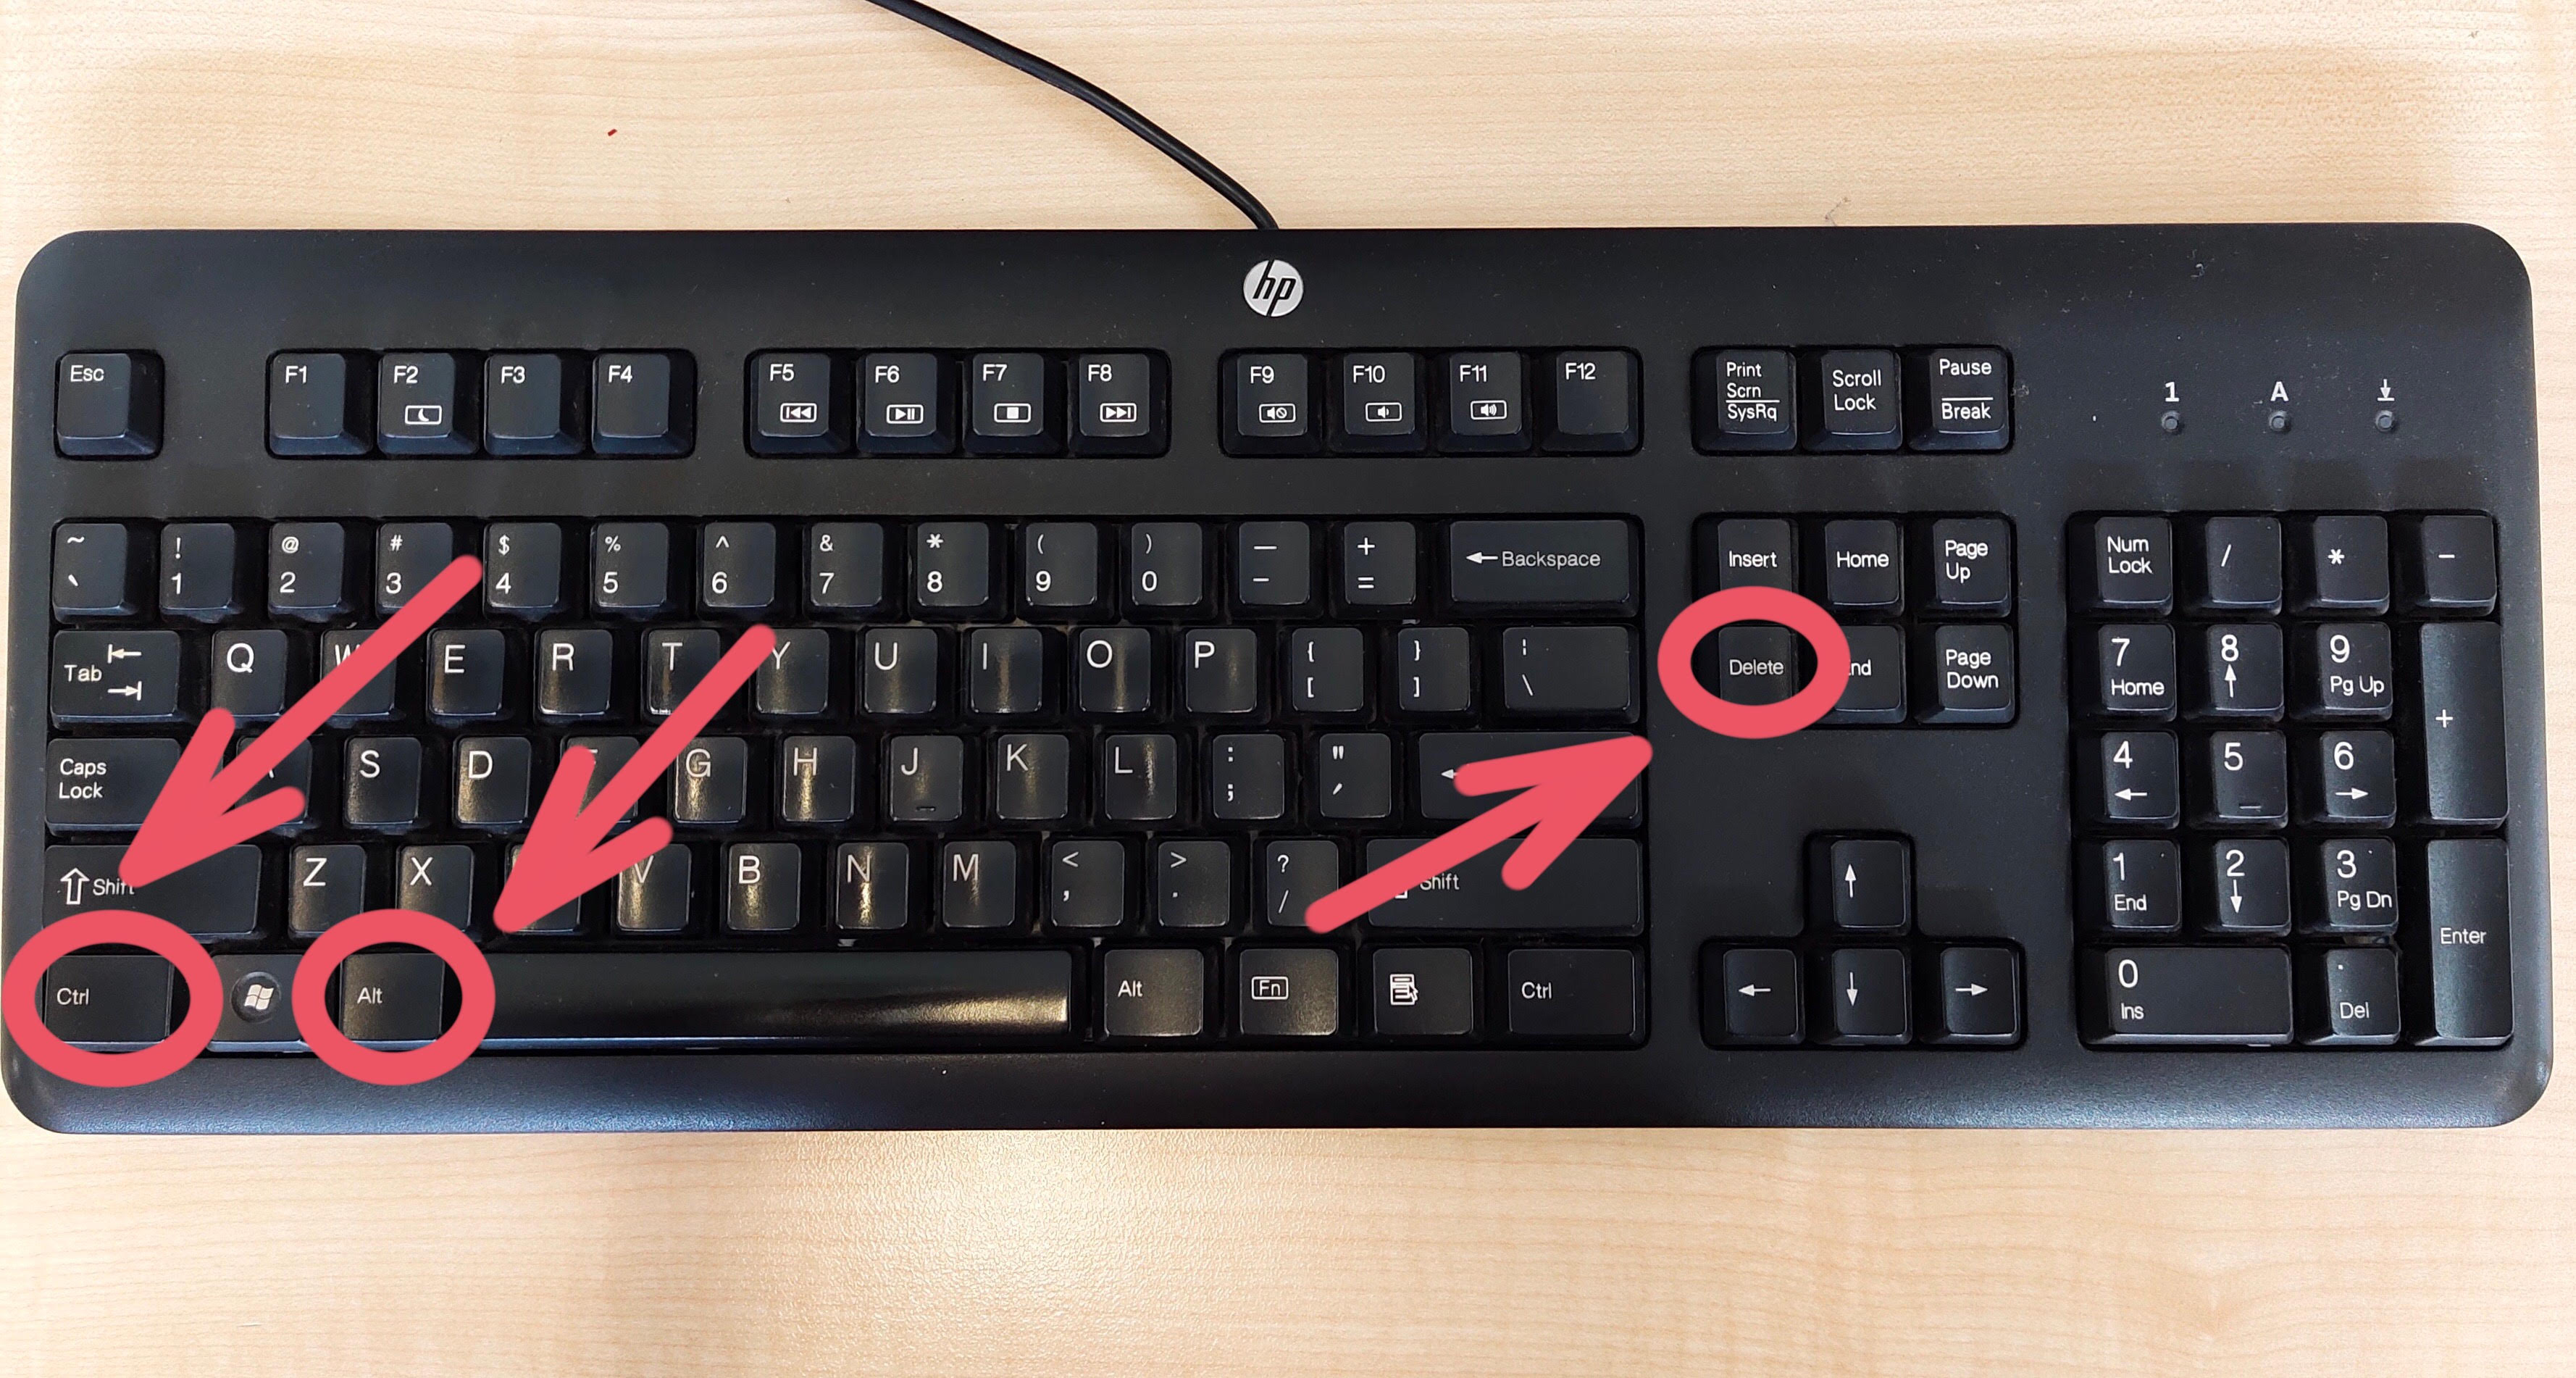 hp
Esc F1 F2 F3 F4 F5 F6 F7 F8 F9 F10 F11 F12
Print
Scrn
SysRq
Scroll
Lock
Pause
Break
1 A
~ ! @ # $ % ^ & * ( ) — +
` 1 2 3 4 5 6 7 8 9 0 - =
Backspace
Insert Home
Page
Up
Num
Lock
/ * -
Tab Q W E R T Y U I O P
{ } ¦
[ ] \
Delete
Page
Down
7 8 9
Home Pg Up
+
Caps
Lock
S D G H J K L
: "
; '
4 5 6
Shift Z X V B N M
< > ?
, . /
Shift
1 2 3
End Pg Dn
Enter
Ctrl Alt Alt Fn Ctrl
0 .
Ins Del